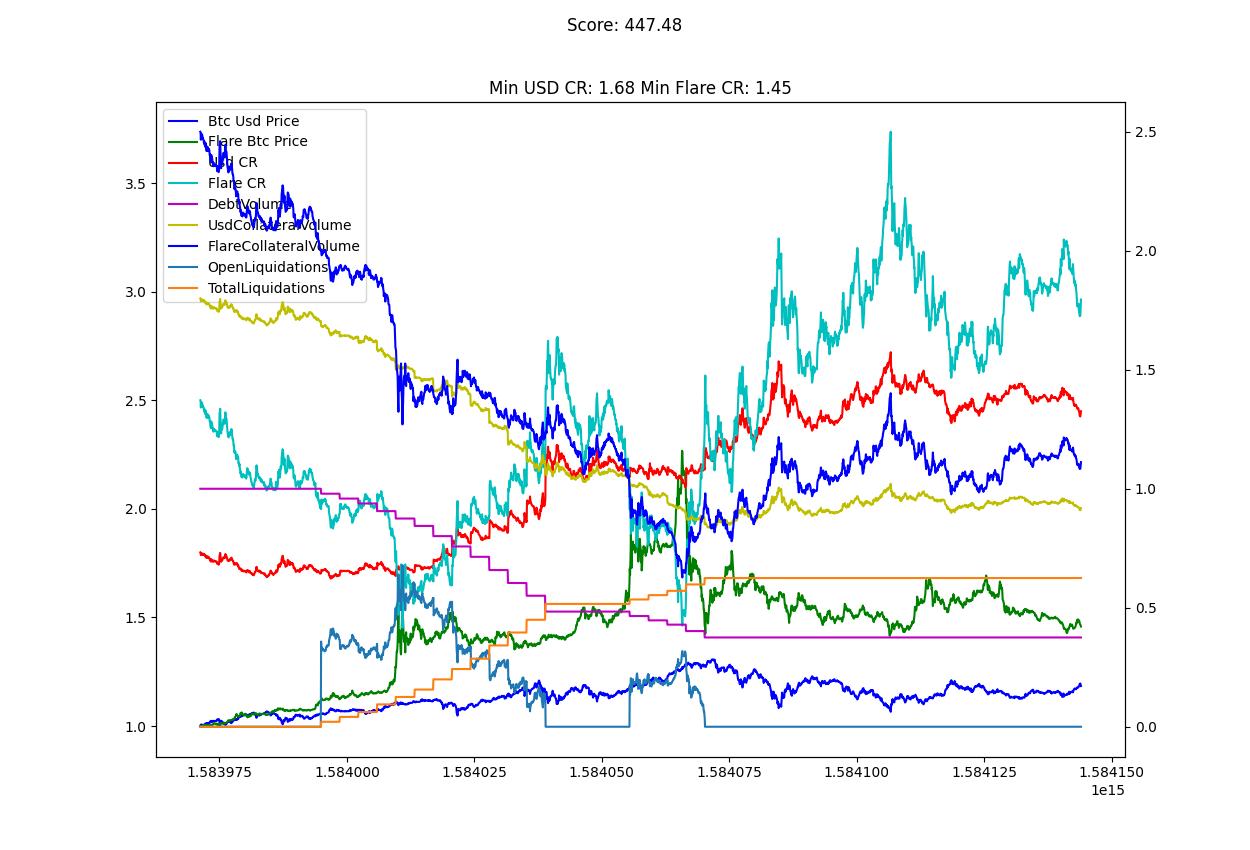 Score: 447.48
Min USD CR: 1.68 Min Flare CR: 1.45
Btc Usd Price
Flare Btc Price
Usd CR
Flare CR
DebtVolume
UsdCollateralVolume
FlareCollateralVolume
OpenLiquidations
TotalLiquidations
3.5
3.0
2.5
2.0
1.5
1.0
2.5
2.0
1.5
1.0
0.5
0.0
1.583975 1.584000 1.584025 1.584050 1.584075 1.584100 1.584125 1.584150
1e15